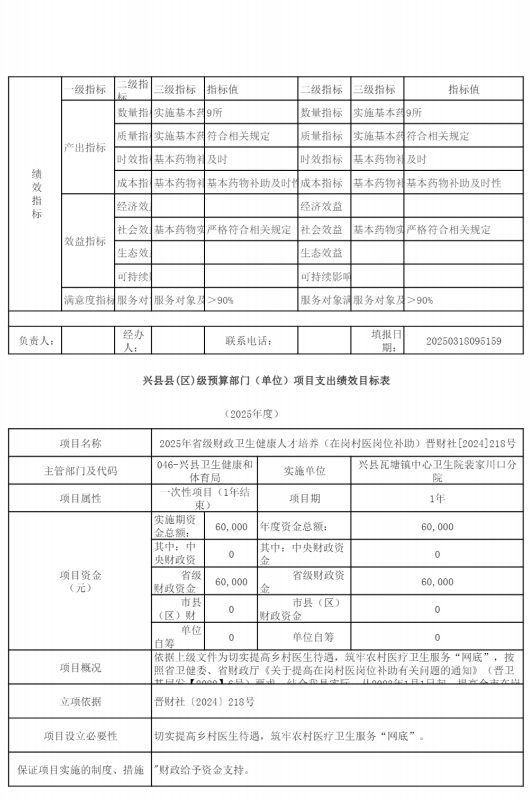 一级指标 二级指标 三级指标 指标值 二级指标 三级指标 指标值
绩效指标
产出指标
数量指标 实施基本药 9所 数量指标 实施基本药 9所
质量指标 实施基本药 符合相关规定 质量指标 实施基本药 符合相关规定
时效指标 基本药物补 及时 时效指标 基本药物补 及时
成本指标 基本药物补 基本药物补助及时性 成本指标 基本药物补 基本药物补助及时性
效益指标
经济效益 经济效益
社会效益 基本药物实 严格符合相关规定 社会效益 基本药物实 严格符合相关规定
生态效益 生态效益
可持续影 可持续影响
满意度指标 服务对 服务对象及 >90% 服务对象满 服务对象及 >90%
负责人: 经办人: 联系电话: 填报日期: 20250318095159
兴县县(区)级预算部门(单位)项目支出绩效目标表
(2025年度)
项目名称 2025年省级财政卫生健康人才培养(在岗村医岗位补助)晋财社[2024]218号
主管部门及代码 046-兴县卫生健康和体育局 实施单位 兴县瓦塘镇中心卫生院裴家川口分院
项目属性 一次性项目(1年结束) 项目期 1年
项目资金(元)
实施期资金总额: 60,000 年度资金总额: 60,000
其中:中央财政资 0 其中:中央财政资金 0
省级财政资金 60,000 省级财政资金 60,000
市县(区)财 0 市县(区)财政资金 0
单位自筹 0 单位自筹 0
项目概况 依据上级文件为切实提高乡村医生待遇,筑牢农村医疗卫生服务“网底”,按
照省卫健委、省财政厅《关于提高在岗村医岗位补助有关问题的通知》(晋卫
立项依据 晋财社〔2024〕218号
项目设立必要性 切实提高乡村医生待遇,筑牢农村医疗卫生服务“网底”。
保证项目实施的制度、措施 "财政给予资金支持。